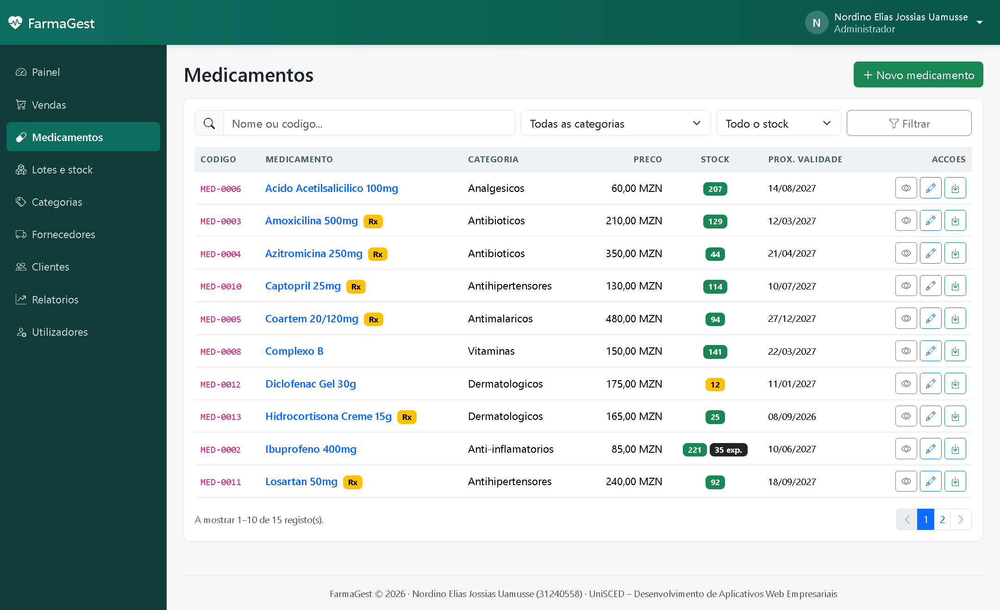 FarmaGest
N
Nordino Elias Jossias Uamusse
Administrador
Painel
Vendas
Medicamentos
Lotes e stock
Categorias
Fornecedores
Clientes
Relatorios
Utilizadores
Medicamentos
+ Novo medicamento
Nome ou codigo...
Todas as categorias
Todo o stock
Filtrar
CODIGO MEDICAMENTO CATEGORIA PRECO STOCK PROX. VALIDADE ACCOES
MED-0006 Acido Acetilsalicilico 100mg Analgesicos 60,00 MZN 207 14/08/2027
MED-0003 Amoxicilina 500mg Rx Antibioticos 210,00 MZN 129 12/03/2027
MED-0004 Azitromicina 250mg Rx Antibioticos 350,00 MZN 44 21/04/2027
MED-0010 Captopril 25mg Rx Antihipertensores 130,00 MZN 114 10/07/2027
MED-0005 Coartem 20/120mg Rx Antimalaricos 480,00 MZN 94 27/12/2027
MED-0008 Complexo B Vitaminas 150,00 MZN 141 22/03/2027
MED-0012 Diclofenac Gel 30g Dermatologicos 175,00 MZN 12 11/01/2027
MED-0013 Hidrocortisona Creme 15g Rx Dermatologicos 165,00 MZN 25 08/09/2026
MED-0002 Ibuprofeno 400mg Anti-inflamatorios 85,00 MZN 221 35 exp. 10/06/2027
MED-0011 Losartan 50mg Rx Antihipertensores 240,00 MZN 92 18/09/2027
A mostrar 1–10 de 15 registo(s).
1 2
FarmaGest © 2026 · Nordino Elias Jossias Uamusse (31240558) · UniSCED – Desenvolvimento de Aplicativos Web Empresariais